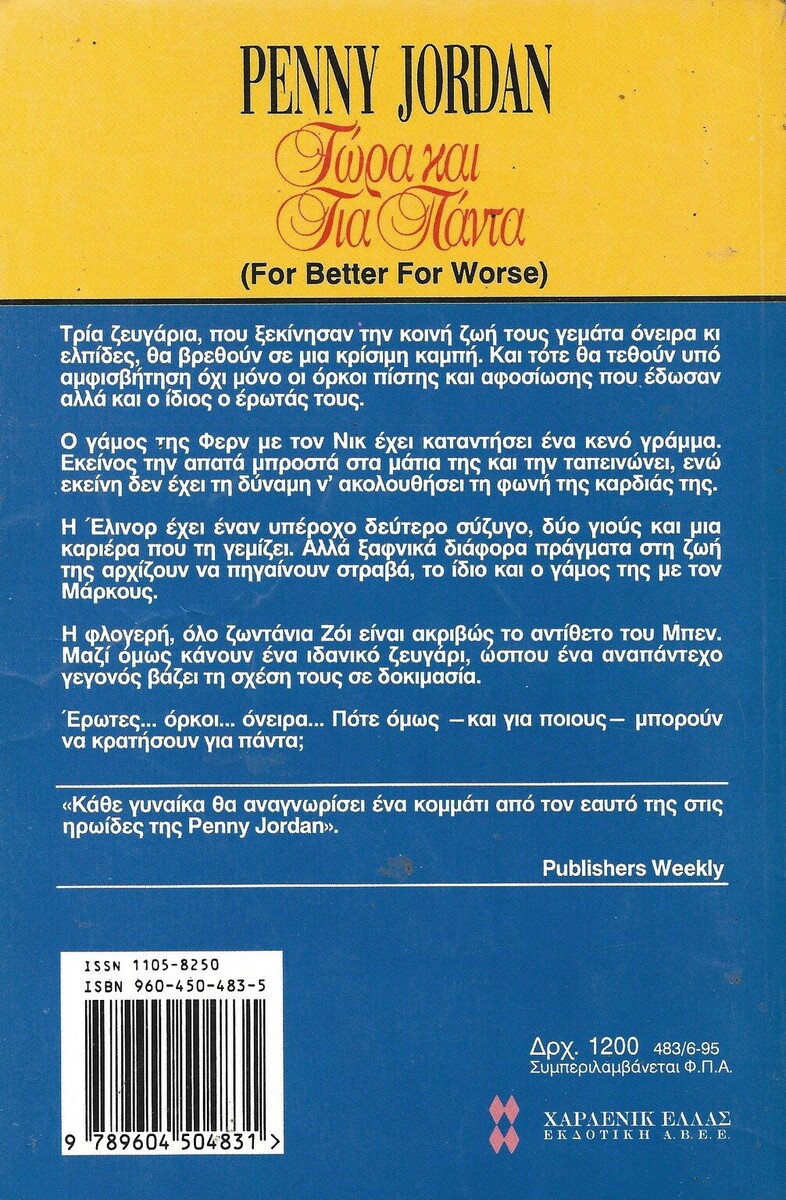 PENNY JORDAN
Τώρα και
Για Πάντα
(For Better For Worse)
Τρία ζευγάρια, που ξεκίνησαν την κοινή ζωή τους γεμάτα όνειρα κι
ελπίδες, θα βρεθούν σε μια κρίσιμη καμπή. Και τότε θα τεθούν υπό
αμφισβήτηση όχι μόνο οι όρκοι πίστης και αφοσίωσης που έδωσαν
αλλά και ο ίδιος ο έρωτάς τους.
Ο γάμος της Φερν με τον Νικ έχει καταντήσει ένα κενό γράμμα.
Εκείνος την απατά μπροστά στα μάτια της και την ταπεινώνει, ενώ
εκείνη δεν έχει τη δύναμη ν' ακολουθήσει τη φωνή της καρδιάς της.
Η Έλινορ έχει έναν υπέροχο δεύτερο σύζυγο, δύο γιούς και μια
καριέρα που τη γεμίζει. Αλλά ξαφνικά διάφορα πράγματα στη ζωή
της αρχίζουν να πηγαίνουν στραβά, το ίδιο και ο γάμος της με τον
Μάρκους.
Η φλογερή, όλο ζωντάνια Ζόι είναι ακριβώς το αντίθετο του Μπεν.
Μαζί όμως κάνουν ένα ιδανικό ζευγάρι, ώσπου ένα αναπάντεχο
γεγονός βάζει τη σχέση τους σε δοκιμασία.
Έρωτες... όρκοι... όνειρα... Πότε όμως —και για ποιους— μπορούν
να κρατήσουν για πάντα;
«Κάθε γυναίκα θα αναγνωρίσει ένα κομμάτι από τον εαυτό της στις
ηρωίδες της Penny Jordan».
Publishers Weekly
ISSN 1105-8250
ISBN 960-450-483-5
9 789604 504831 >
Δρχ. 1200 483/6-95
Συμπεριλαμβάνεται Φ.Π.Α.
ΧΑΡΛΕΝΙΚ ΕΛΛΑΣ
ΕΚΔΟΤΙΚΗ Α.Β.Ε.Ε.